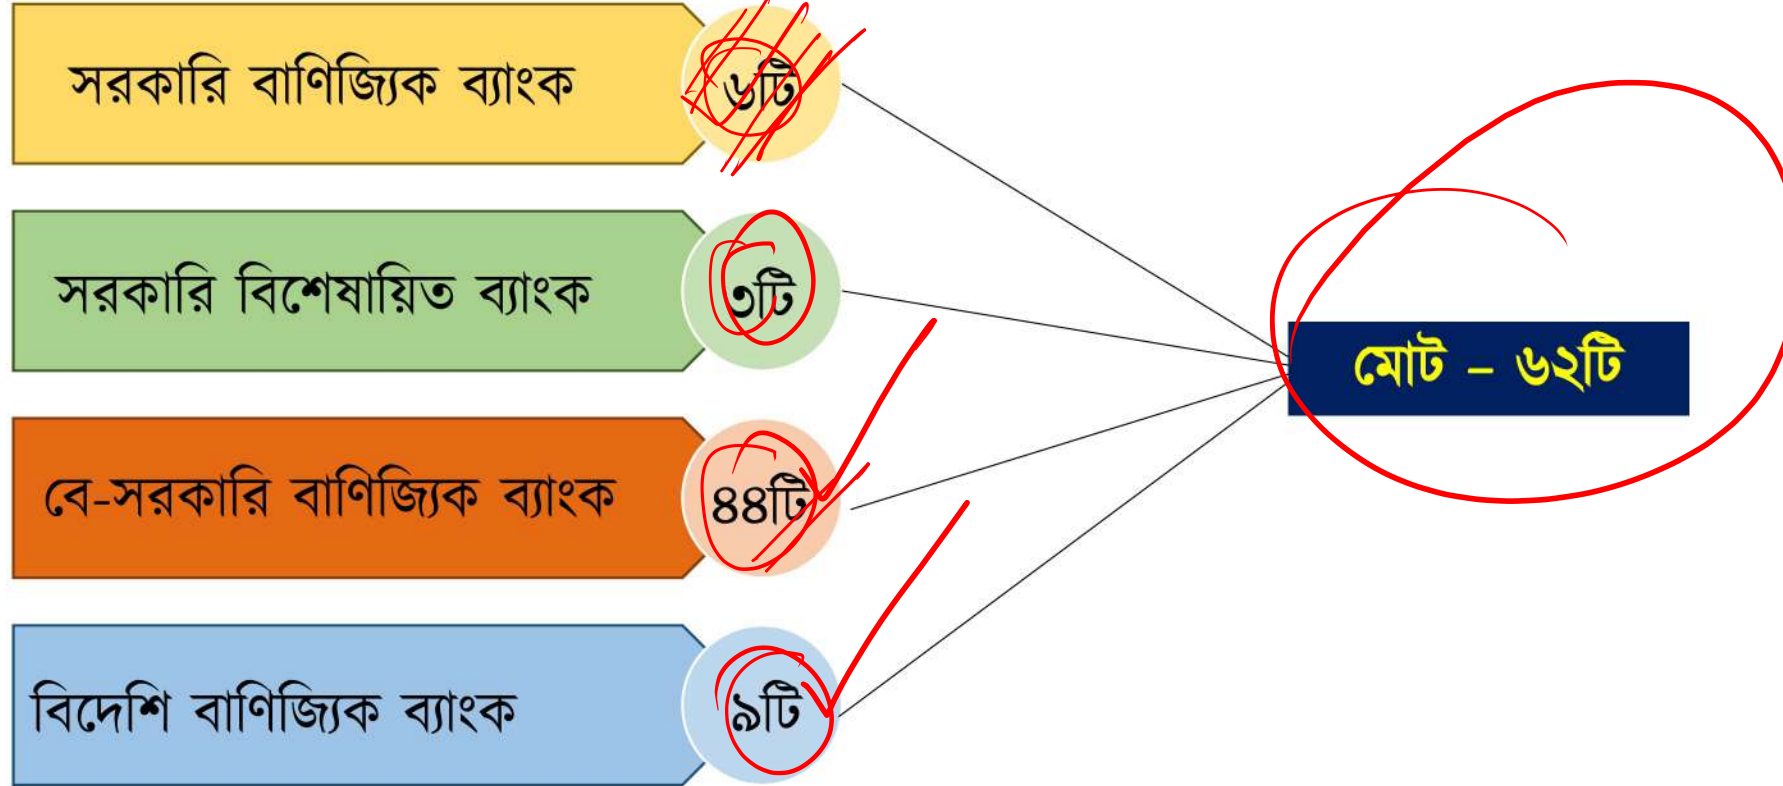 সরকারি বাণিজ্যিক ব্যাংক ৬টি
সরকারি বিশেষায়িত ব্যাংক ৩টি
বে-সরকারি বাণিজ্যিক ব্যাংক ৪৪টি
বিদেশি বাণিজ্যিক ব্যাংক ৯টি
মোট – ৬২টি